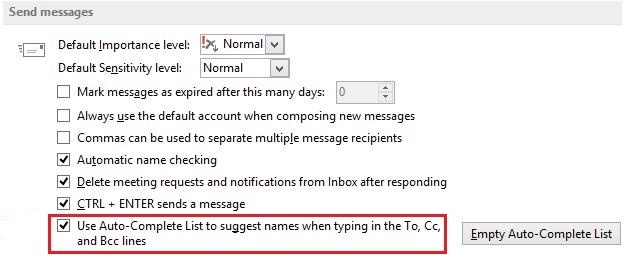 Send messages
Default Importance level: Normal
Default Sensitivity level: Normal
Mark messages as expired after this many days: 0
Always use the default account when composing new messages
Commas can be used to separate multiple message recipients
Automatic name checking
Delete meeting requests and notifications from Inbox after responding
CTRL + ENTER sends a message
Use Auto-Complete List to suggest names when typing in the To, Cc,
and Bcc lines
Empty Auto-Complete List